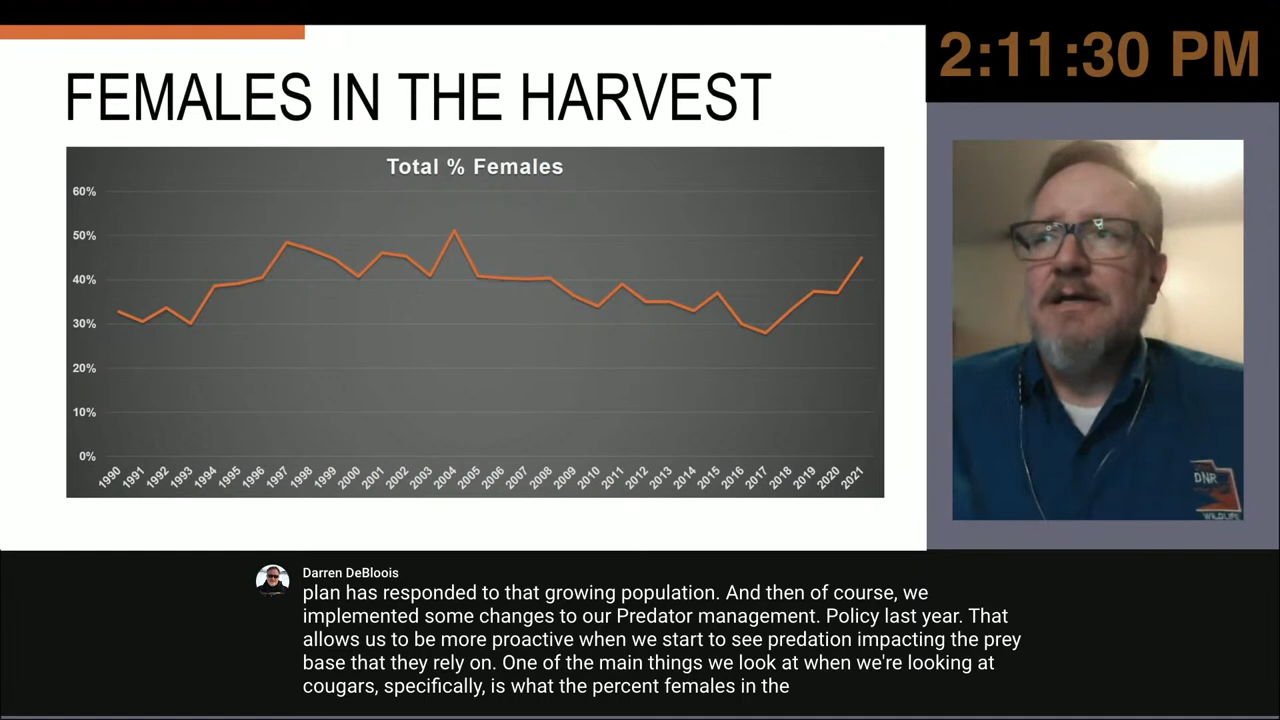 2:11:30 PM
FEMALES IN THE HARVEST
Total % Females
60%
50%
40%
30%
20%
10%
0%
1990 1991 1992 1993 1994 1995 1996 1997 1998 1999 2000 2001 2002 2003 2004 2005 2006 2007 2008 2009 2010 2011 2012 2013 2014 2015 2016 2017 2018 2019 2020 2021
DNR
WILDLIFE
Darren DeBloois
plan has responded to that growing population. And then of course, we
implemented some changes to our Predator management. Policy last year. That
allows us to be more proactive when we start to see predation impacting the prey
base that they rely on. One of the main things we look at when we're looking at
cougars, specifically, is what the percent females in the